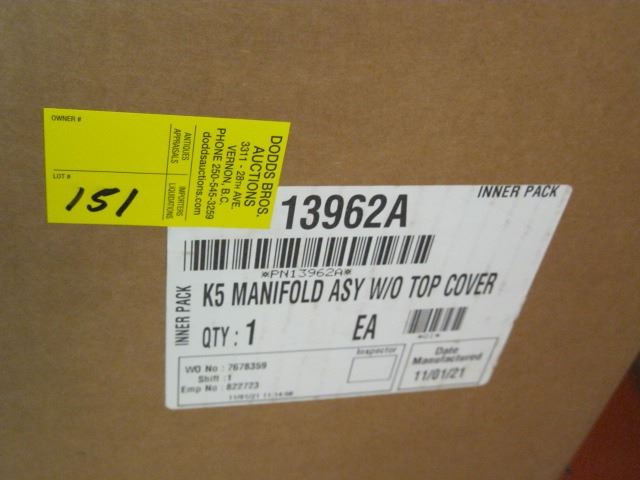 OWNER #
LOT #
151
ANTIQUES
APPRAISALS
IMPORTERS
LIQUIDATIONS
DODDS BROS.
AUCTIONS
3311 - 28TH AVE.
VERNON, B.C.
PHONE 250-545-3259
doddsauctions.com
INNER PACK
13962A
*PN13962A*
INNER PACK
K5 MANIFOLD ASY W/O TOP COVER
QTY : 1 EA
WO No : 7678359
Shift : 1
Emp No : 822723
Inspector
Date
Manufactured
11/01/21